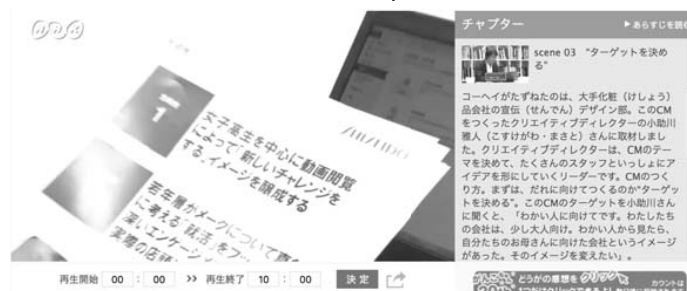 NHK
SHISEIDO
1
女子高生を中心に動画閲覧
によって「新しいチャレンジを
する。イメージを醸成する
若年層がメークについて
に考える「妹活」をブッ
深いエンゲージ
実際の店頭
再生開始 00 : 00 >> 再生終了 10 : 00 決定
チャプター ▶あらすじを読む
scene 03 "ターゲットを決め
る"
コーヘイがたずねたのは、大手化粧（けしょう）
品会社の宣伝（せんでん）デザイン部。このCM
をつくったクリエイティブディレクターの小助川
雅人（こすけがわ・まさと）さんに取材しまし
た。クリエイティブディレクターは、CMのテー
マを決めて、たくさんのスタッフといっしょにア
イデアを形にしていくリーダーです。CMのつく
り方。まずは、だれに向けてつくるのか"ターゲッ
トを決める"。このCMのターゲットを小助川さん
に聞くと、「わかい人に向けてです。わたしたち
の会社は、少し大人向け。わかい人から見たら、
自分たちのお母さんに向けた会社というイメージ
があった。そのイメージを変えたい」。
どうがの感想をクリック
カウントは